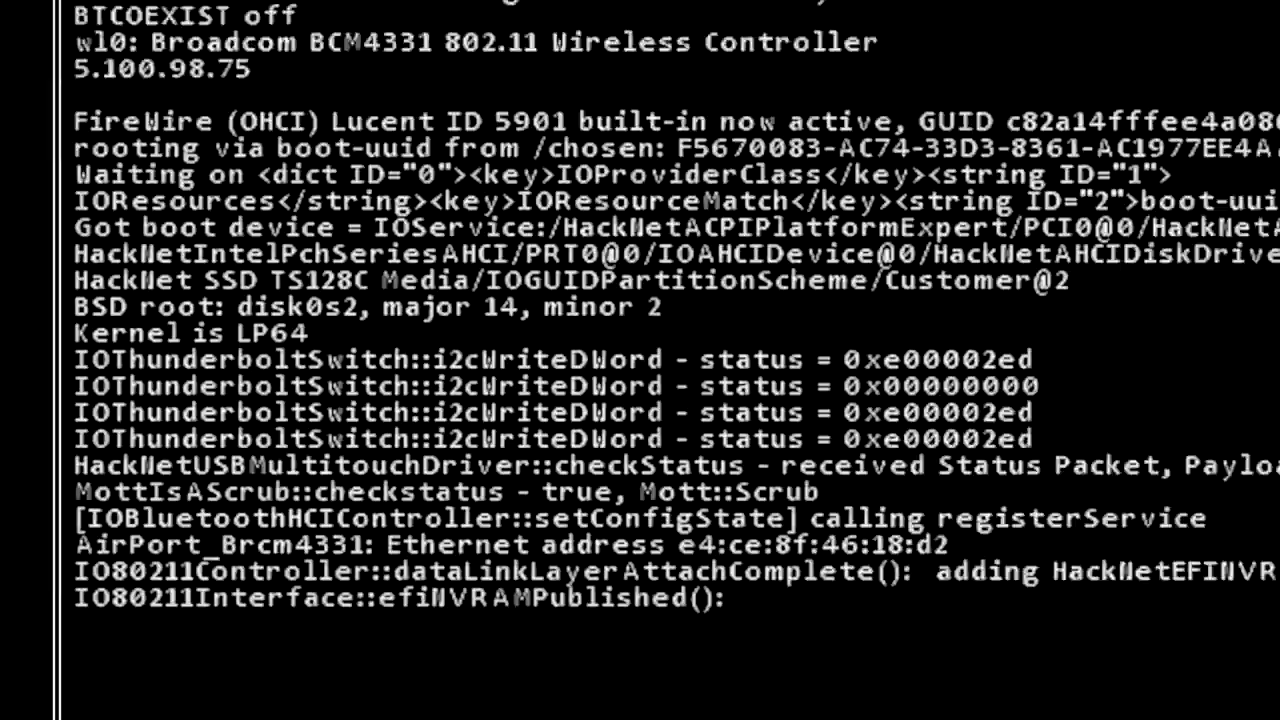 BTCOEXIST off
wl0: Broadcom BCM4331 802.11 Wireless Controller
5.100.98.75
FireWire (OHCI) Lucent ID 5901 built-in now active, GUID c82a14fffee4a086
rooting via boot-uuid from /chosen: F5670083-AC74-33D3-8361-AC1977EE4A
Waiting on <dict ID="0"><key>IOProviderClass</key><string ID="1">
IOResources</string><key>IOResourceMatch</key><string ID="2">boot-uui
Got boot device = IOService:/HackNetACPIPlatformExpert/PCI0@0/HackNetA
HackNetIntelPchSeriesAHCI/PRT0@0/IOAHCIDevice@0/HackNetAHCIDiskDrive
HackNet SSD TS128C Media/IOGUIDPartitionScheme/Customer@2
BSD root: disk0s2, major 14, minor 2
Kernel is LP64
IOThunderboltSwitch::i2cWriteDWord - status = 0xe00002ed
IOThunderboltSwitch::i2cWriteDWord - status = 0x00000000
IOThunderboltSwitch::i2cWriteDWord - status = 0xe00002ed
IOThunderboltSwitch::i2cWriteDWord - status = 0xe00002ed
HackNetUSBMultitouchDriver::checkStatus - received Status Packet, Paylo
MottIsAScrub::checkstatus - true, Mott::Scrub
[IOBluetoothHCIController::setConfigState] calling registerService
AirPort_Brcm4331: Ethernet address e4:ce:8f:46:18:d2
IO80211Controller::dataLinkLayerAttachComplete():  adding HackNetEFINVR
IO80211Interface::efiNVRAMPublished():